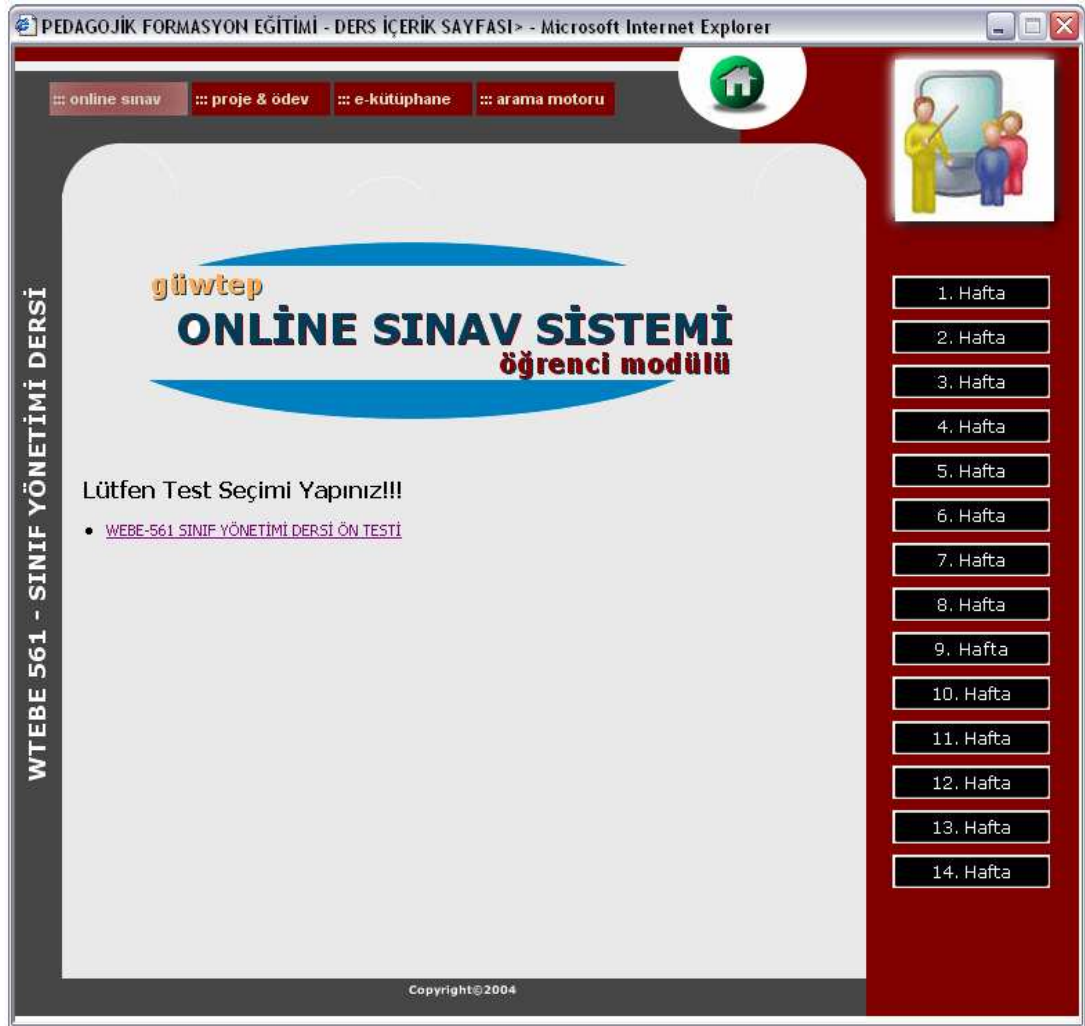 PEDAGOJİK FORMASYON EĞİTİMİ - DERS İÇERİK SAYFASI> - Microsoft Internet Explorer
::: online sınav
::: proje & ödev
::: e-kütüphane
::: arama motoru
WTEBE 561 - SINIF YÖNETİMİ DERSİ
güwtep
ONLİNE SINAV SİSTEMİ
öğrenci modülü
Lütfen Test Seçimi Yapınız!!!
WEBE-561 SINIF YÖNETİMİ DERSİ ÖN TESTİ
1. Hafta
2. Hafta
3. Hafta
4. Hafta
5. Hafta
6. Hafta
7. Hafta
8. Hafta
9. Hafta
10. Hafta
11. Hafta
12. Hafta
13. Hafta
14. Hafta
Copyright©2004